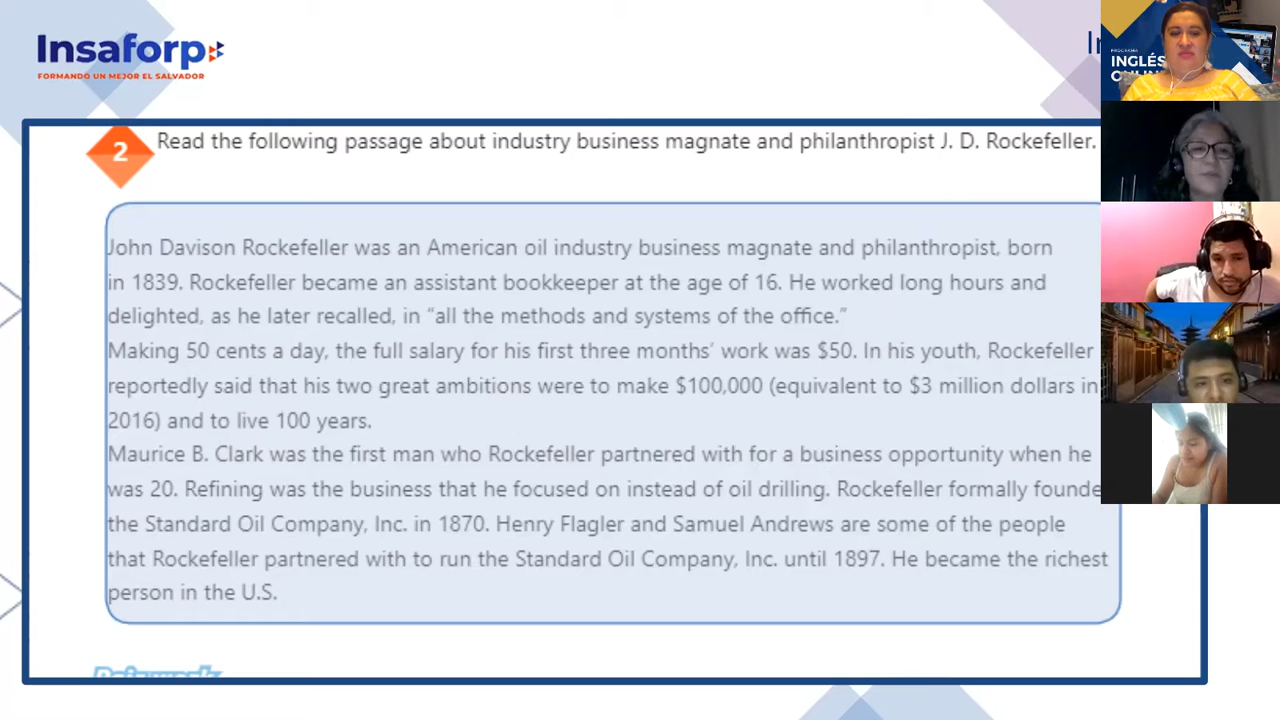 Insaforp
FORMANDO UN MEJOR EL SALVADOR
PROGRAMA
INGLÉS
2
Read the following passage about industry business magnate and philanthropist J. D. Rockefeller.
John Davison Rockefeller was an American oil industry business magnate and philanthropist, born
in 1839. Rockefeller became an assistant bookkeeper at the age of 16. He worked long hours and
delighted, as he later recalled, in “all the methods and systems of the office.”
Making 50 cents a day, the full salary for his first three months’ work was $50. In his youth, Rockefeller
reportedly said that his two great ambitions were to make $100,000 (equivalent to $3 million dollars in
2016) and to live 100 years.
Maurice B. Clark was the first man who Rockefeller partnered with for a business opportunity when he
was 20. Refining was the business that he focused on instead of oil drilling. Rockefeller formally founde
the Standard Oil Company, Inc. in 1870. Henry Flagler and Samuel Andrews are some of the people
that Rockefeller partnered with to run the Standard Oil Company, Inc. until 1897. He became the richest
person in the U.S.